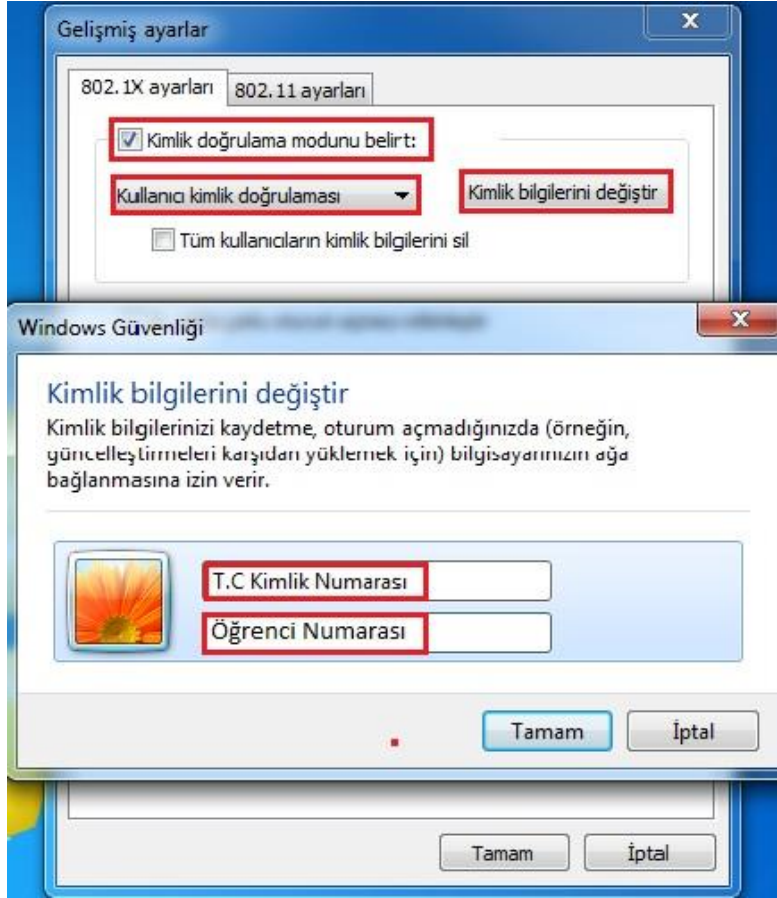 Gelişmiş ayarlar
802.1X ayarları
802.11 ayarları
Kimlik doğrulama modunu belirt:
Kullanıcı kimlik doğrulaması
Kimlik bilgilerini değiştir
Tüm kullanıcıların kimlik bilgilerini sil
Windows Güvenliği
Kimlik bilgilerini değiştir
Kimlik bilgilerinizi kaydetme, oturum açmadığınızda (örneğin,
güncelleştirmeleri karşıdan yüklemek için) bilgisayarınızın ağa
bağlanmasına izin verir.
T.C Kimlik Numarası
Öğrenci Numarası
Tamam
İptal
Tamam
İptal